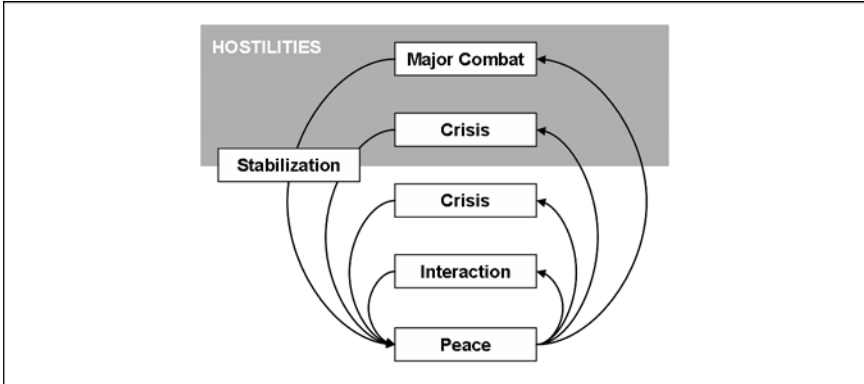 HOSTILITIES
Major Combat
Crisis
Stabilization
Crisis
Interaction
Peace